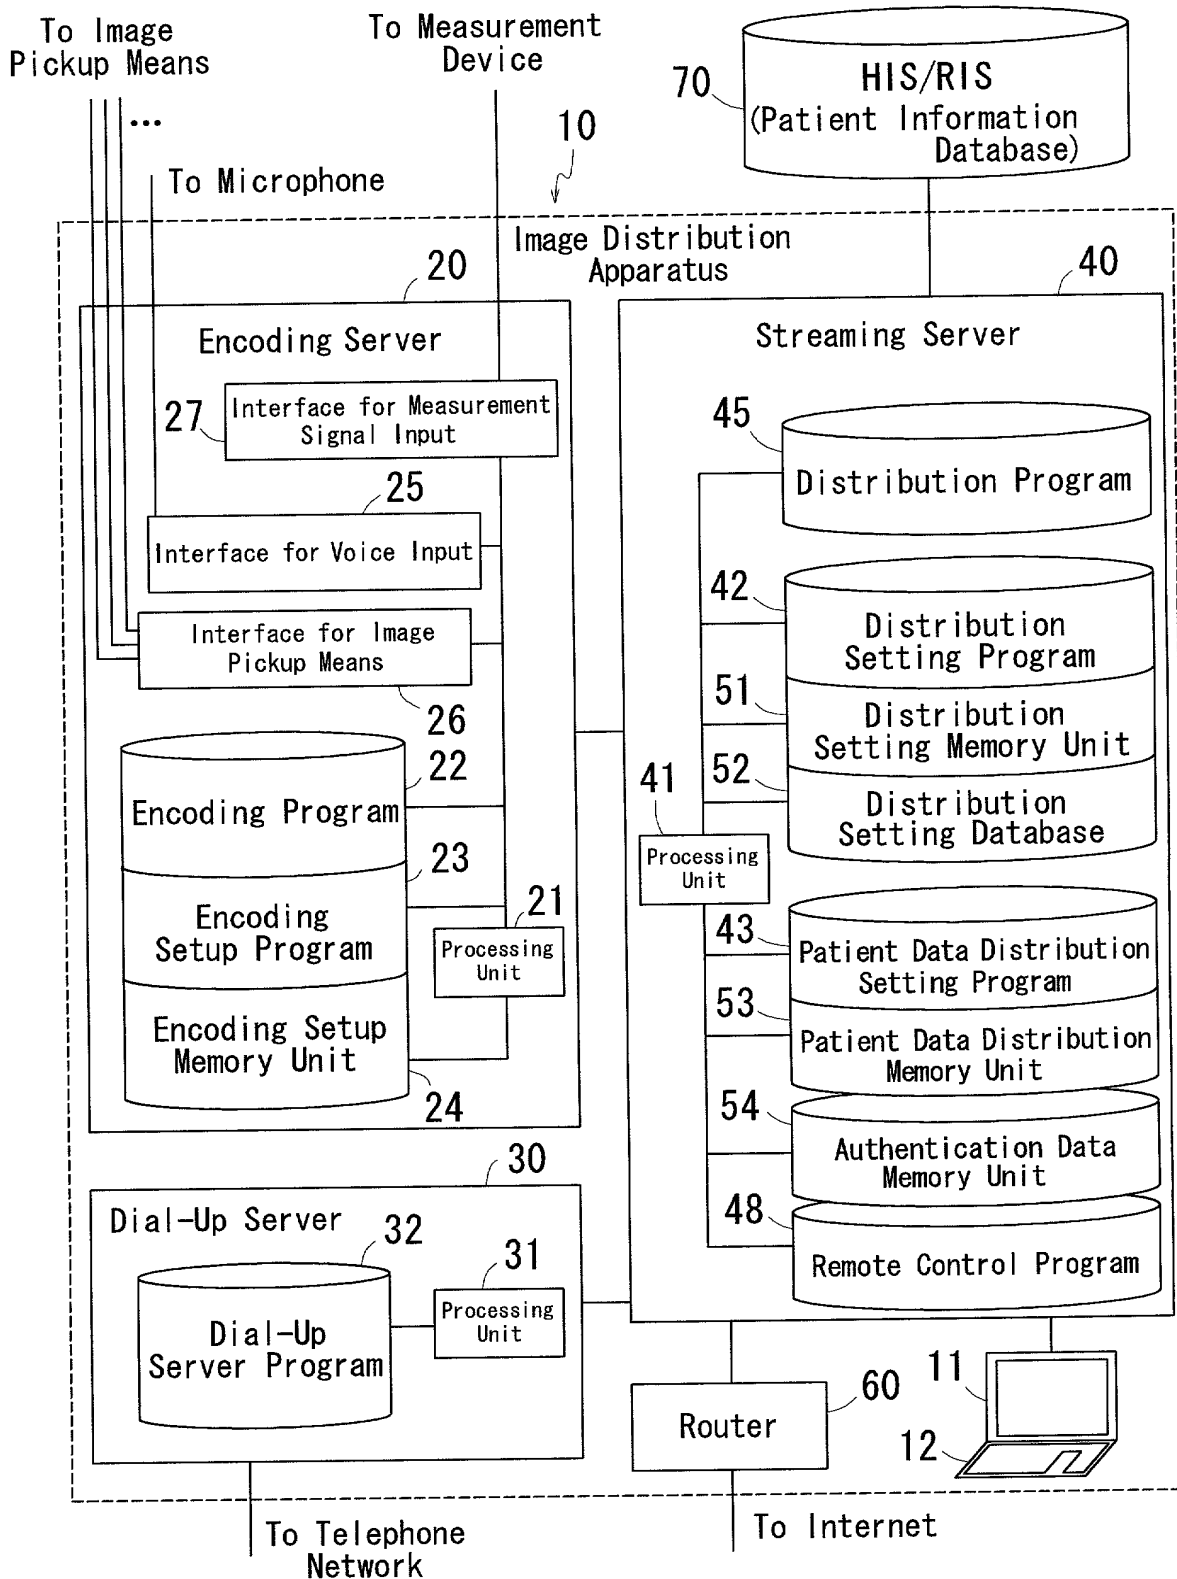 To Image
Pickup Means
...
To Measurement
Device
To Microphone
10
70
HIS/RIS
(Patient Information
Database)
Image Distribution
Apparatus
20
Encoding Server
27
Interface for Measurement
Signal Input
25
Interface for Voice Input
Interface for Image
Pickup Means
26
22
Encoding Program
23
Encoding
Setup Program
21
Processing
Unit
Encoding Setup
Memory Unit
24
30
Dial-Up Server
32
Dial-Up
Server Program
31
Processing
Unit
To Telephone
Network
40
Streaming Server
45
Distribution Program
42
Distribution
Setting Program
51
Distribution
Setting Memory Unit
52
Distribution
Setting Database
41
Processing
Unit
43
Patient Data Distribution
Setting Program
53
Patient Data Distribution
Memory Unit
54
Authentication Data
Memory Unit
48
Remote Control Program
60
Router
To Internet
11
12